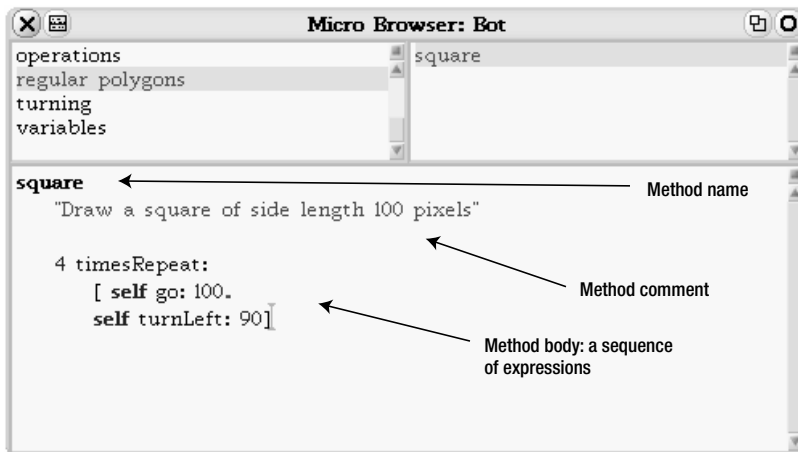 Micro Browser: Bot
operations
regular polygons
turning
variables
square
square
Method name
"Draw a square of side length 100 pixels"
4 timesRepeat:
Method comment
[ self go: 100.
self turnLeft: 90]
Method body: a sequence
of expressions